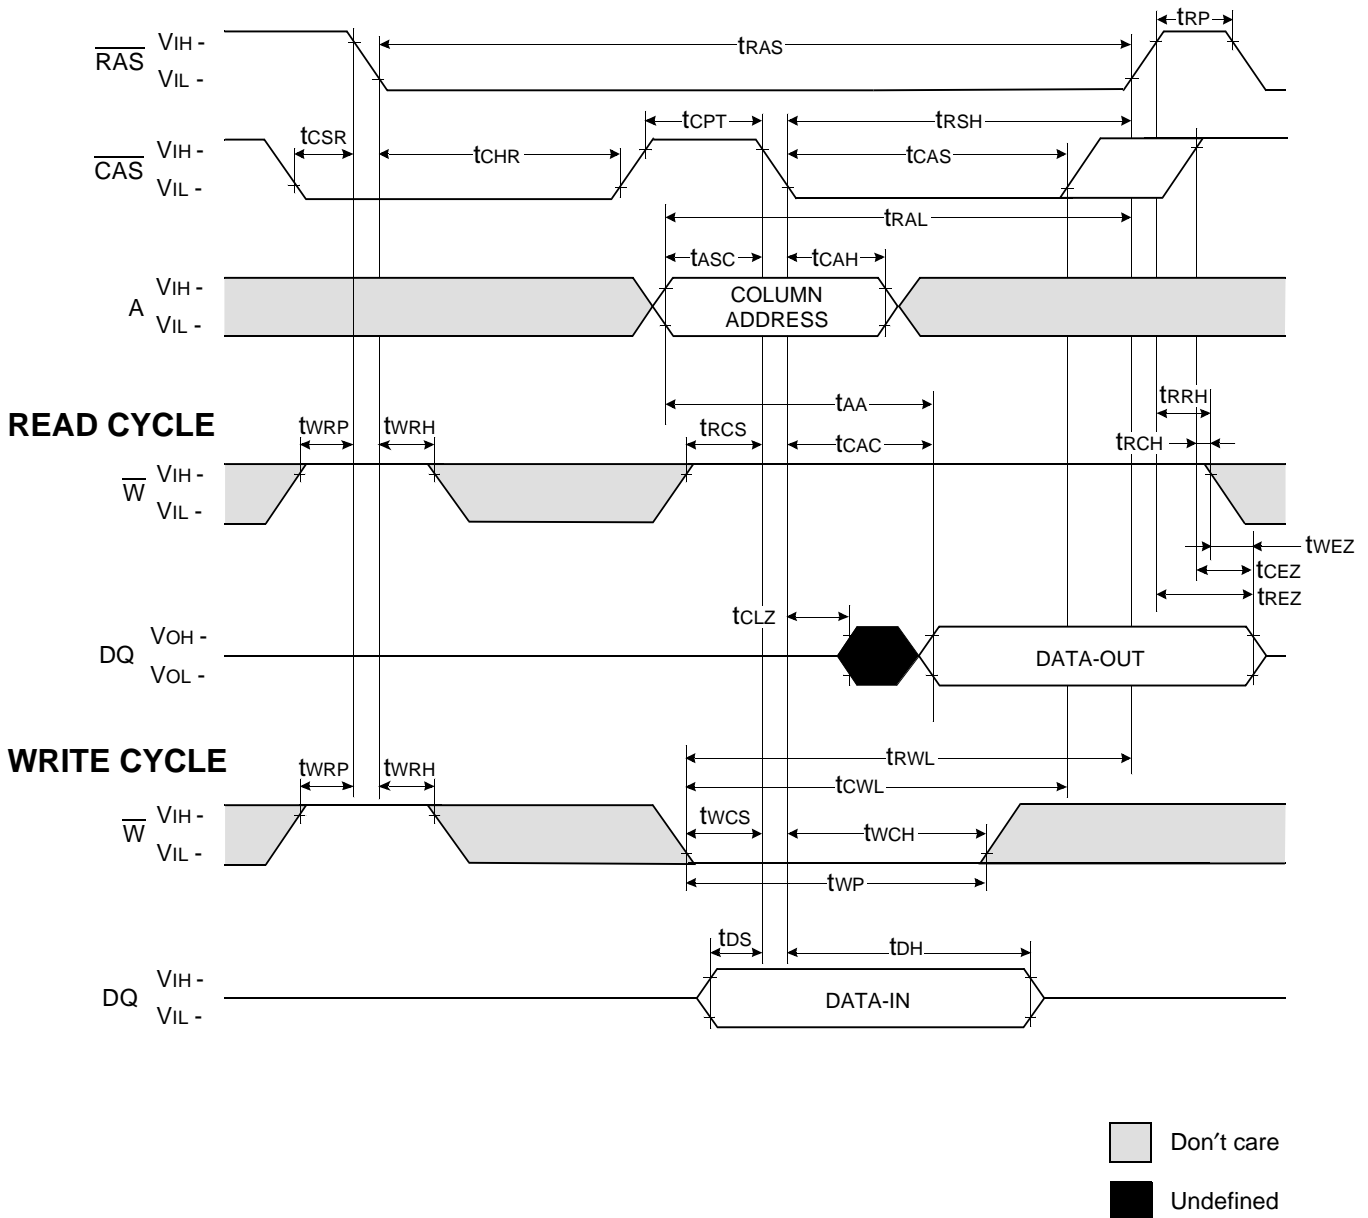 tRP
RAS VIH -
tRAS
VIL -
tCPT tRSH
tCSR
CAS VIH -
tCHR tCAS
VIL -
tRAL
tASC tCAH
A VIH -
COLUMN
VIL -
ADDRESS
tRRH
tAA
READ CYCLE
tWRP tWRH tRCS tCAC tRCH
W VIH -
VIL -
tWEZ
tCEZ
tREZ
tCLZ
DQ VOH -
DATA-OUT
VOL -
WRITE CYCLE
tRWL
tWRP tWRH tCWL
W VIH -
tWCS tWCH
VIL -
tWP
tDS tDH
DQ VIH -
DATA-IN
VIL -
Don't care
Undefined